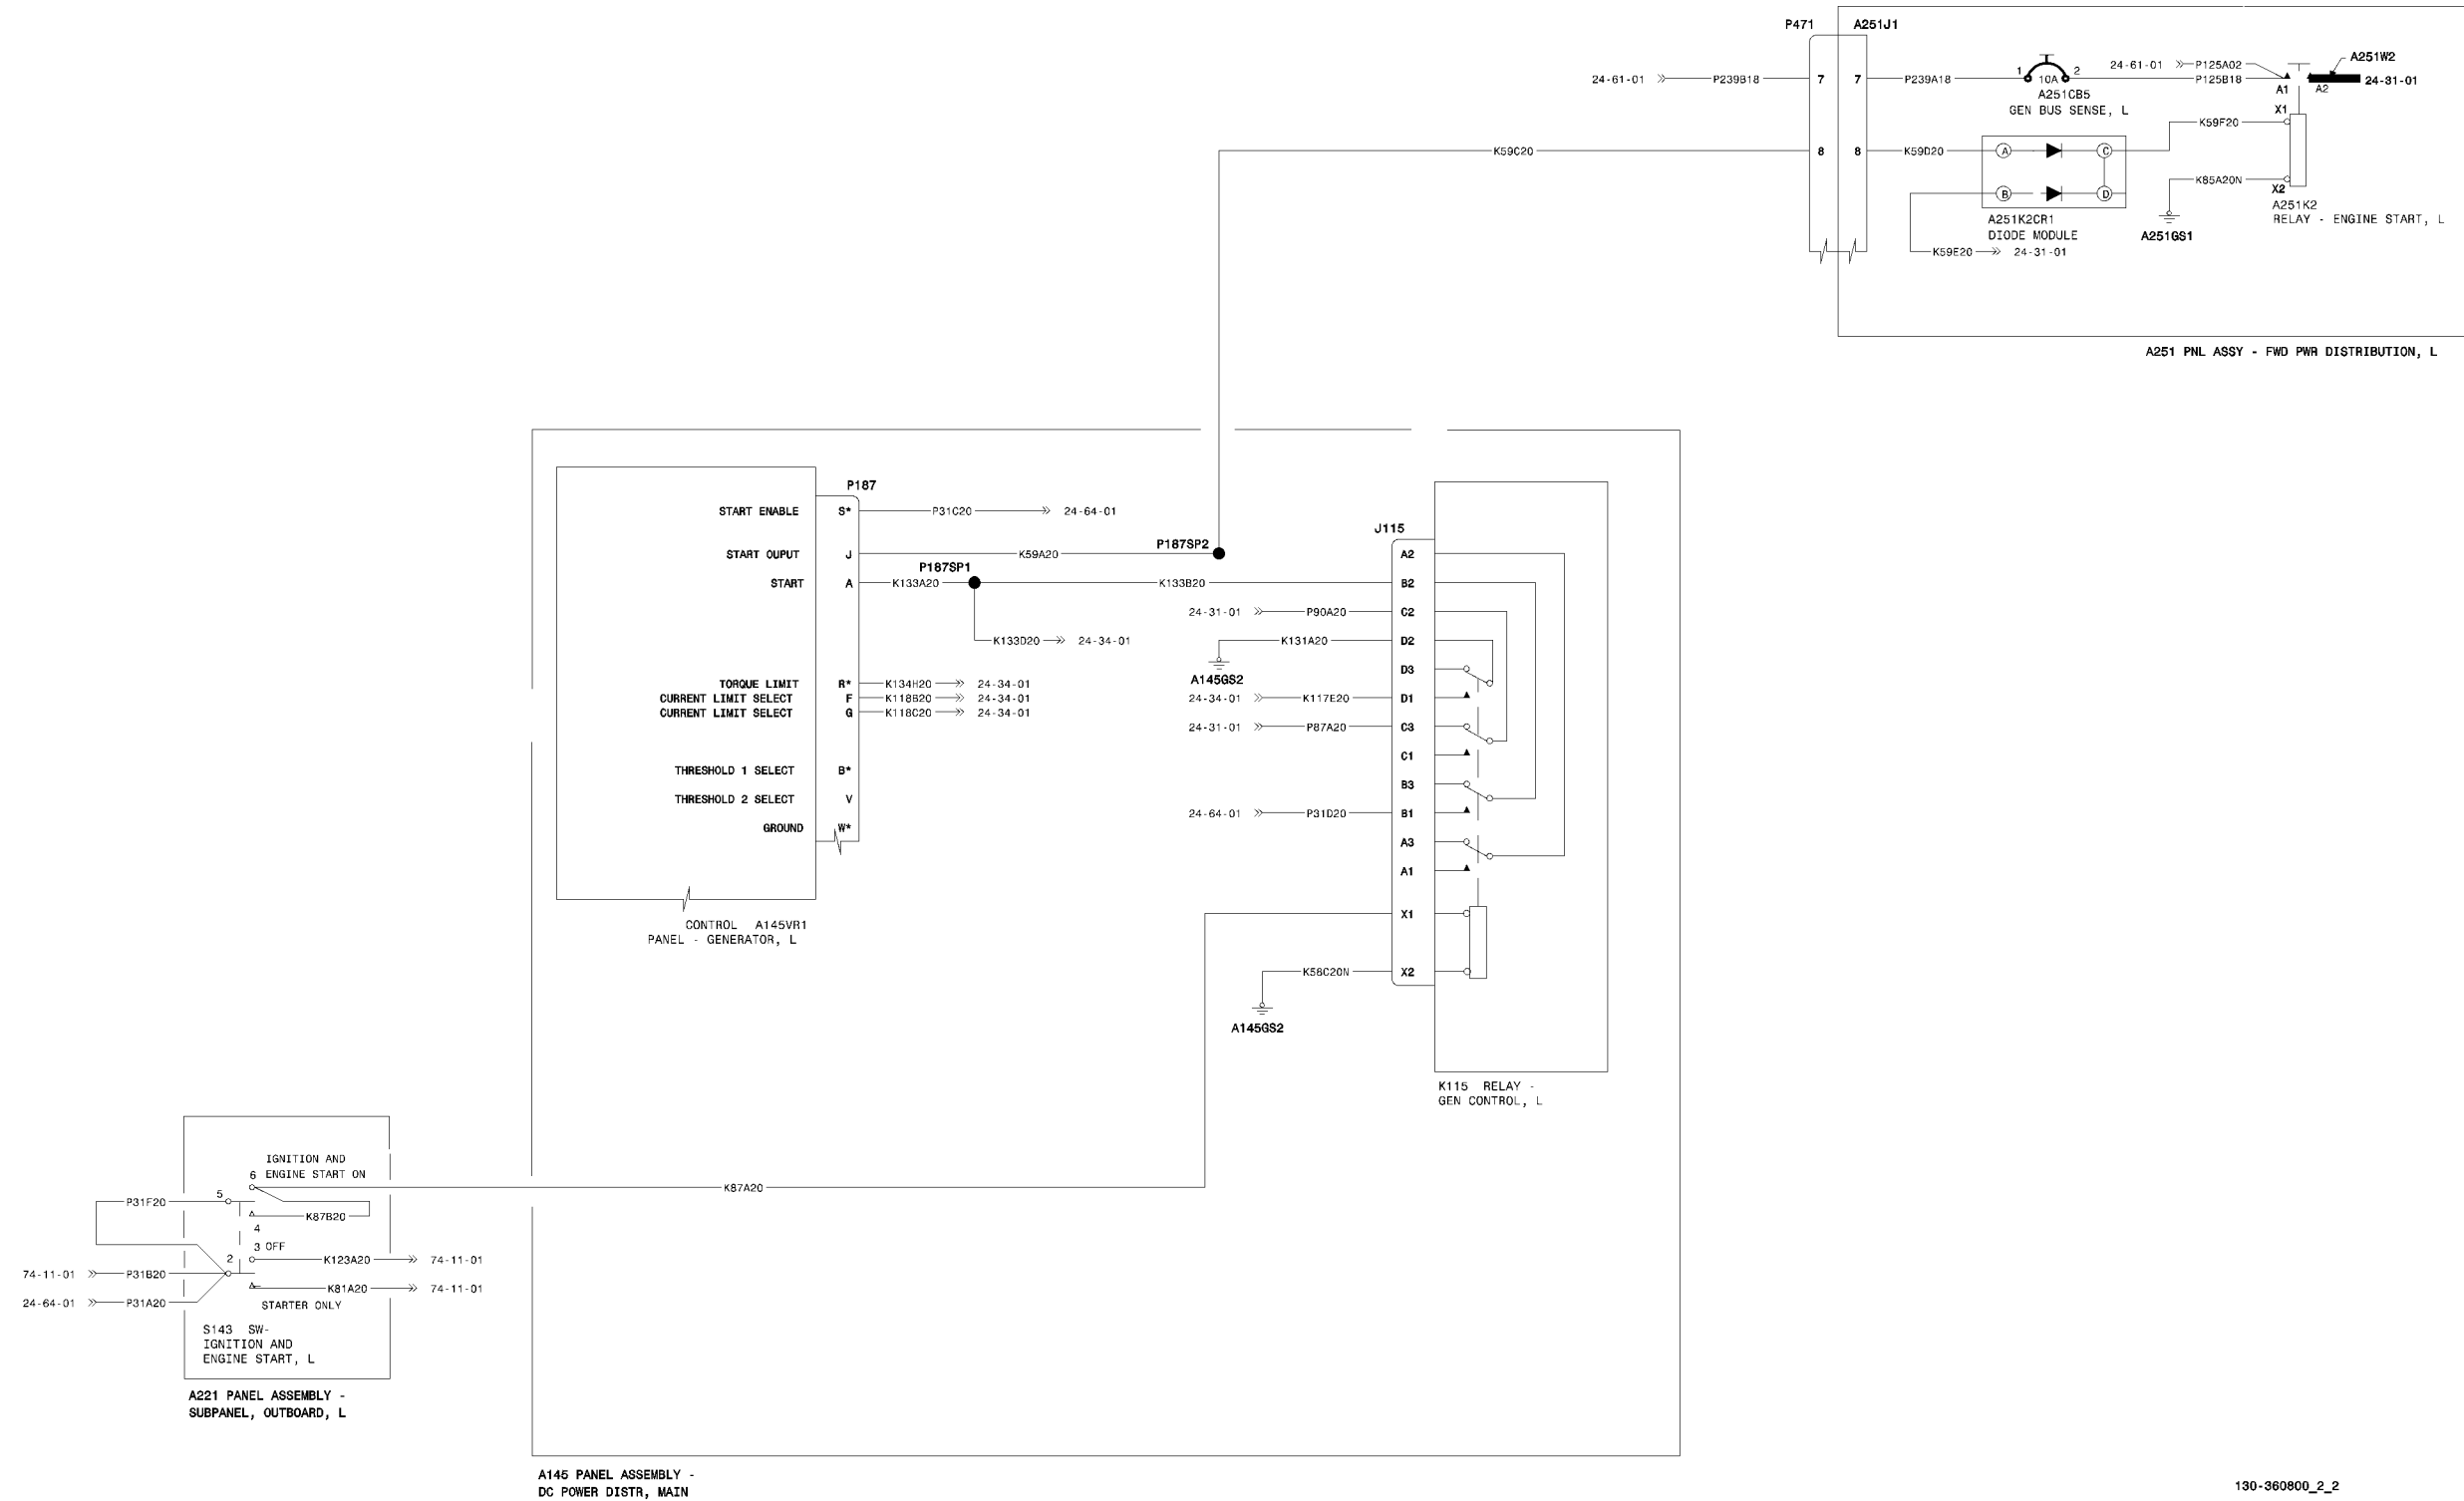 P471 A251J1
24-61-01 P239B18 7 7 P239A18 1 10A 2
A251CB5
GEN BUS SENSE, L
24-61-01 P125A02
P125B18
A1 A2
A251W2
24-31-01
X1
K59F20
K59C20 8 8 K59D20 A C
B D
K85A20N
X2
A251K2
RELAY - ENGINE START, L
A251K2CR1
DIODE MODULE
A251GS1
K59E20 24-31-01
A251 PNL ASSY - FWD PWR DISTRIBUTION, L
P187
START ENABLE S* P31C20 24-64-01
START OUPUT J K59A20 P187SP2
P187SP1
START A K133A20 K133B20
K133D20 24-34-01
TORQUE LIMIT R* K134H20 24-34-01
CURRENT LIMIT SELECT F K118B20 24-34-01
CURRENT LIMIT SELECT G K118C20 24-34-01
THRESHOLD 1 SELECT B*
THRESHOLD 2 SELECT V
GROUND W*
CONTROL A145VR1
PANEL - GENERATOR, L
J115
A2
B2
24-31-01 P90A20 C2
K131A20 D2
A145GS2
D3
24-34-01 K117E20 D1
24-31-01 P87A20 C3
C1
B3
24-64-01 P31D20 B1
A3
A1
X1
K58C20N X2
A145GS2
K115 RELAY -
GEN CONTROL, L
IGNITION AND
6 ENGINE START ON
K87A20
P31F20 5
K87B20
4
3 OFF
2 K123A20 74-11-01
74-11-01 P31B20
K81A20 74-11-01
24-64-01 P31A20
STARTER ONLY
S143 SW-
IGNITION AND
ENGINE START, L
A221 PANEL ASSEMBLY -
SUBPANEL, OUTBOARD, L
A145 PANEL ASSEMBLY -
DC POWER DISTR, MAIN
130-360800_2_2